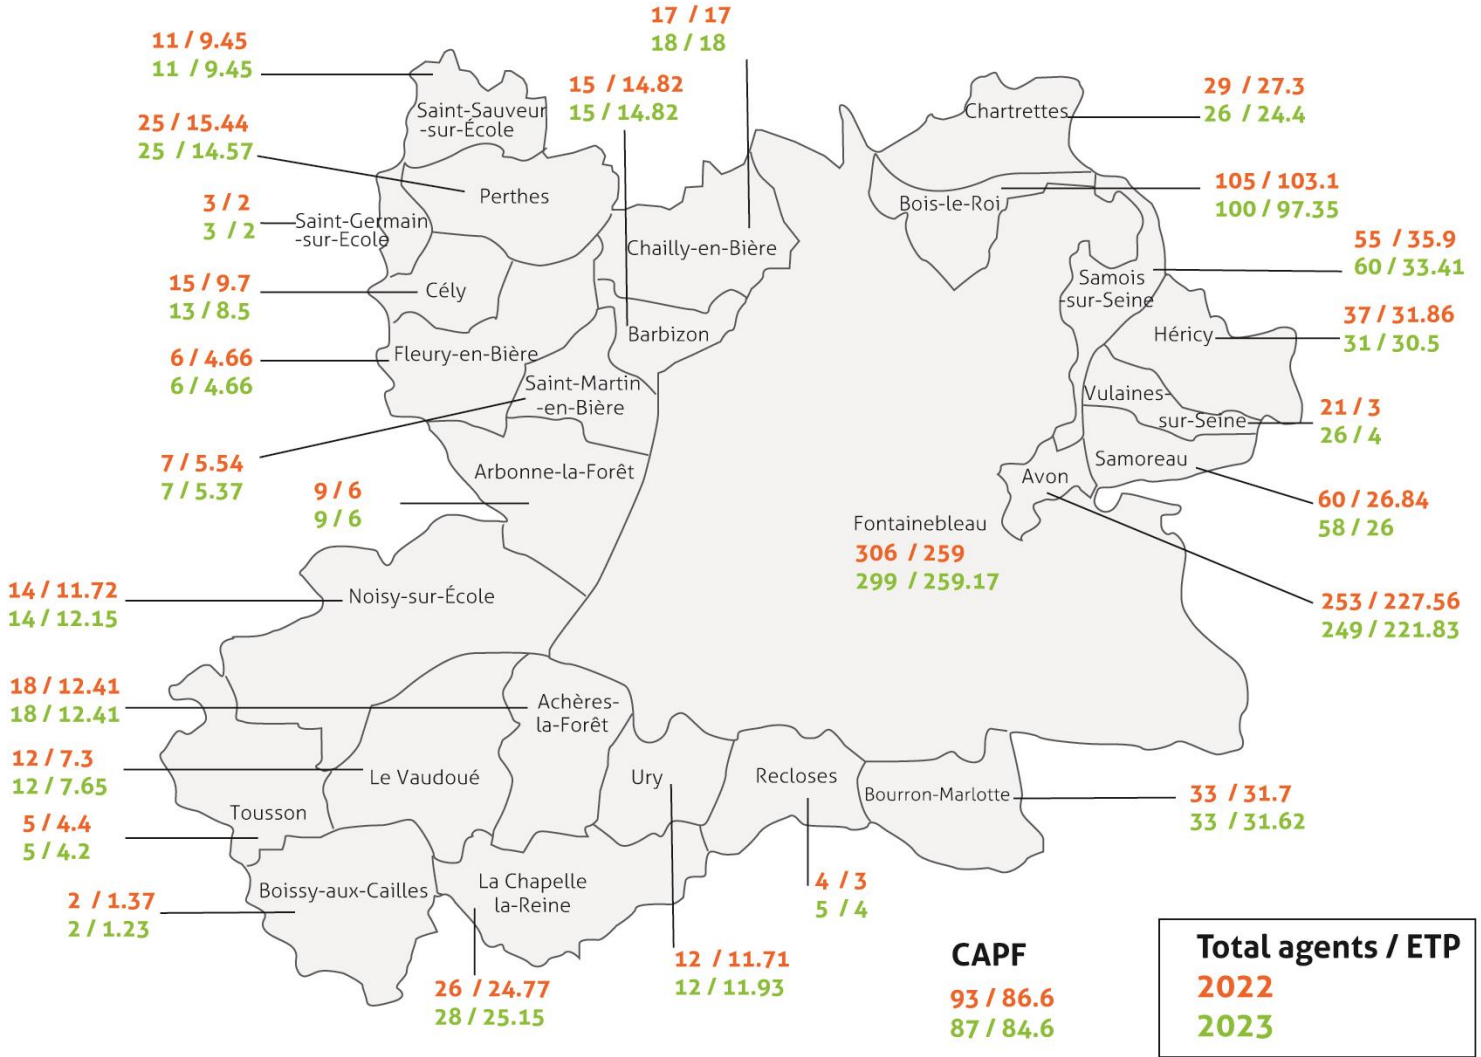 17 / 17
18 / 18
11 / 9.45
11 / 9.45
15 / 14.82
15 / 14.82
29 / 27.3
26 / 24.4
Saint-Sauveur
-sur-École
Chartrettes
25 / 15.44
25 / 14.57
Perthes
105 / 103.1
100 / 97.35
Bois-le-Roi
3 / 2
3 / 2
Saint-Germain
-sur-Ecole
Chailly-en-Bière
55 / 35.9
60 / 33.41
15 / 9.7
13 / 8.5
Cély
Samois
-sur-Seine
37 / 31.86
31 / 30.5
Barbizon
Héricy
6 / 4.66
6 / 4.66
Fleury-en-Bière
Saint-Martin
-en-Bière
Vulaines-
sur-Seine
21 / 3
26 / 4
7 / 5.54
7 / 5.37
Arbonne-la-Forêt
Samoreau
Avon
9 / 6
9 / 6
60 / 26.84
58 / 26
Fontainebleau
306 / 259
299 / 259.17
14 / 11.72
14 / 12.15
Noisy-sur-École
253 / 227.56
249 / 221.83
18 / 12.41
18 / 12.41
Achères-
la-Forêt
12 / 7.3
12 / 7.65
Le Vaudoué
Ury
Recloses
Bourron-Marlotte
33 / 31.7
33 / 31.62
Tousson
5 / 4.4
5 / 4.2
Boissy-aux-Cailles
La Chapelle
la-Reine
4 / 3
5 / 4
2 / 1.37
2 / 1.23
12 / 11.71
12 / 11.93
26 / 24.77
28 / 25.15
CAPF
93 / 86.6
87 / 84.6
Total agents / ETP
2022
2023